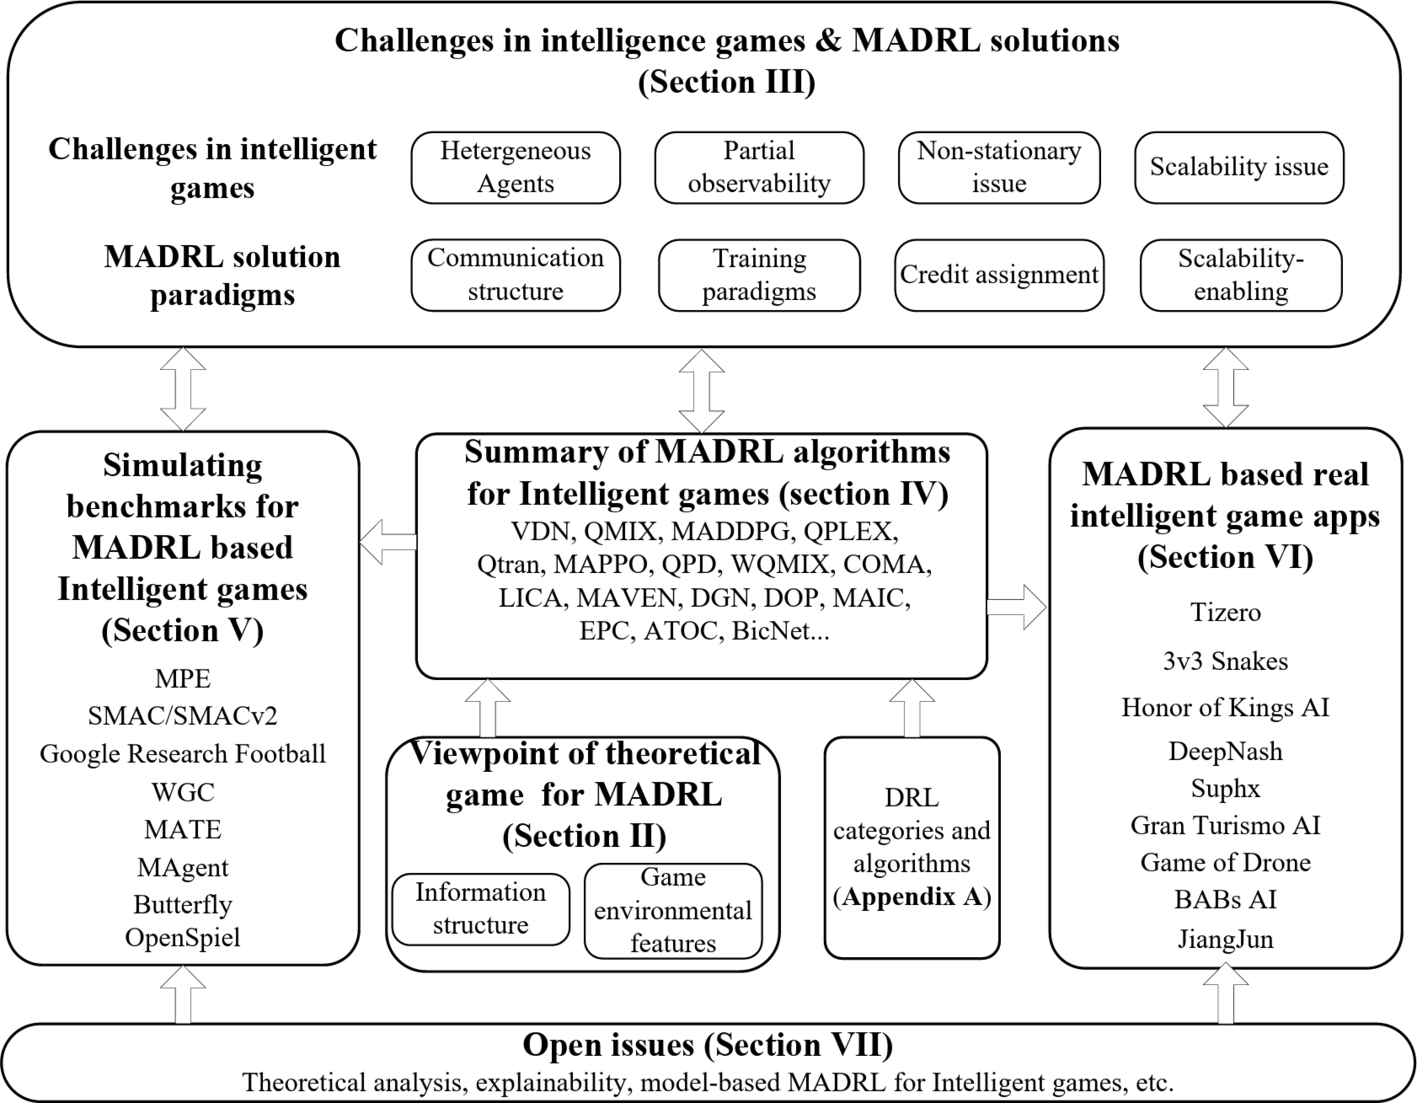 Challenges in intelligence games & MADRL solutions
(Section III)
Challenges in intelligent
games
Hetergeneous
Agents
Partial
observability
Non-stationary
issue
Scalability issue
MADRL solution
paradigms
Communication
structure
Training
paradigms
Credit assignment
Scalability-
enabling
Simulating
benchmarks for
MADRL based
Intelligent games
(Section V)
MPE
SMAC/SMACv2
Google Research Football
WGC
MATE
MAgent
Butterfly
OpenSpiel
Summary of MADRL algorithms
for Intelligent games (section IV)
VDN, QMIX, MADDPG, QPLEX,
Qtran, MAPPO, QPD, WQMIX, COMA,
LICA, MAVEN, DGN, DOP, MAIC,
EPC, ATOC, BicNet...
Viewpoint of theoretical
game for MADRL
(Section II)
Information
structure
Game
environmental
features
DRL
categories and
algorithms
(Appendix A)
MADRL based real
intelligent game apps
(Section VI)
Tizero
3v3 Snakes
Honor of Kings AI
DeepNash
Suphx
Gran Turismo AI
Game of Drone
BABs AI
JiangJun
Open issues (Section VII)
Theoretical analysis, explainability, model-based MADRL for Intelligent games, etc.